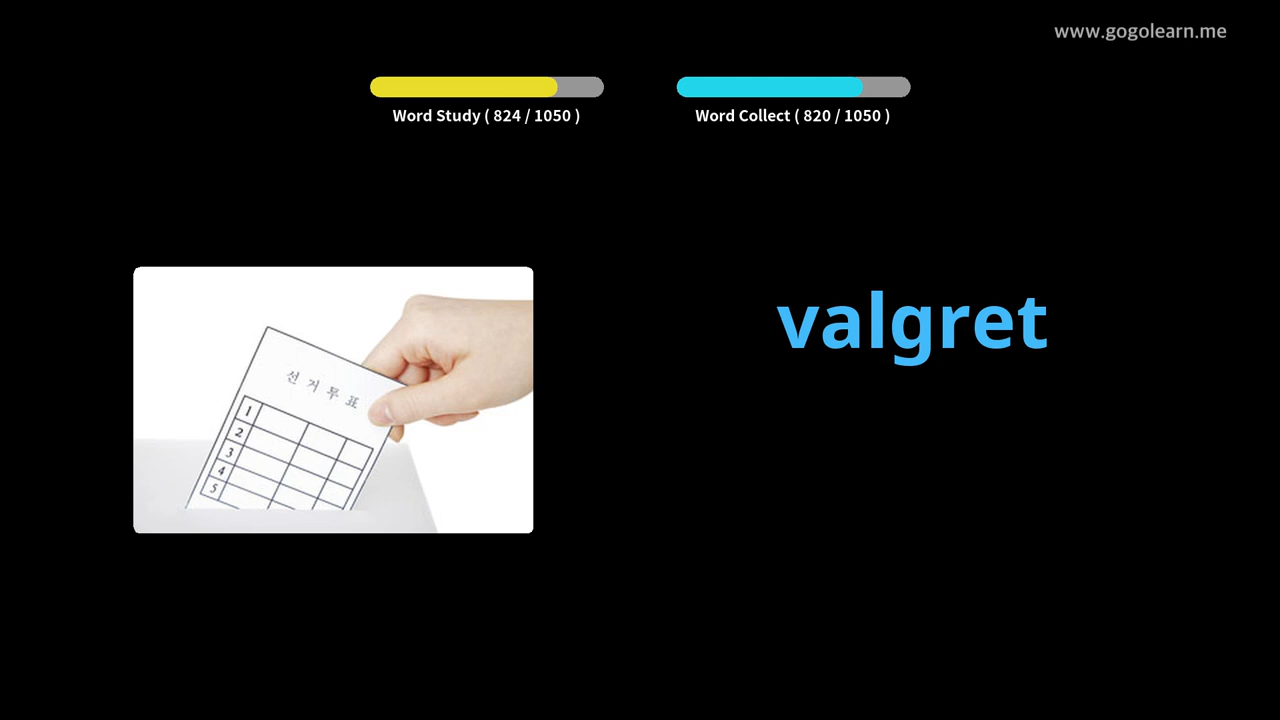 www.gogolearn.me
Word Study ( 824 / 1050 )
Word Collect ( 820 / 1050 )
valgret
선거투표
1
2
3
4
5